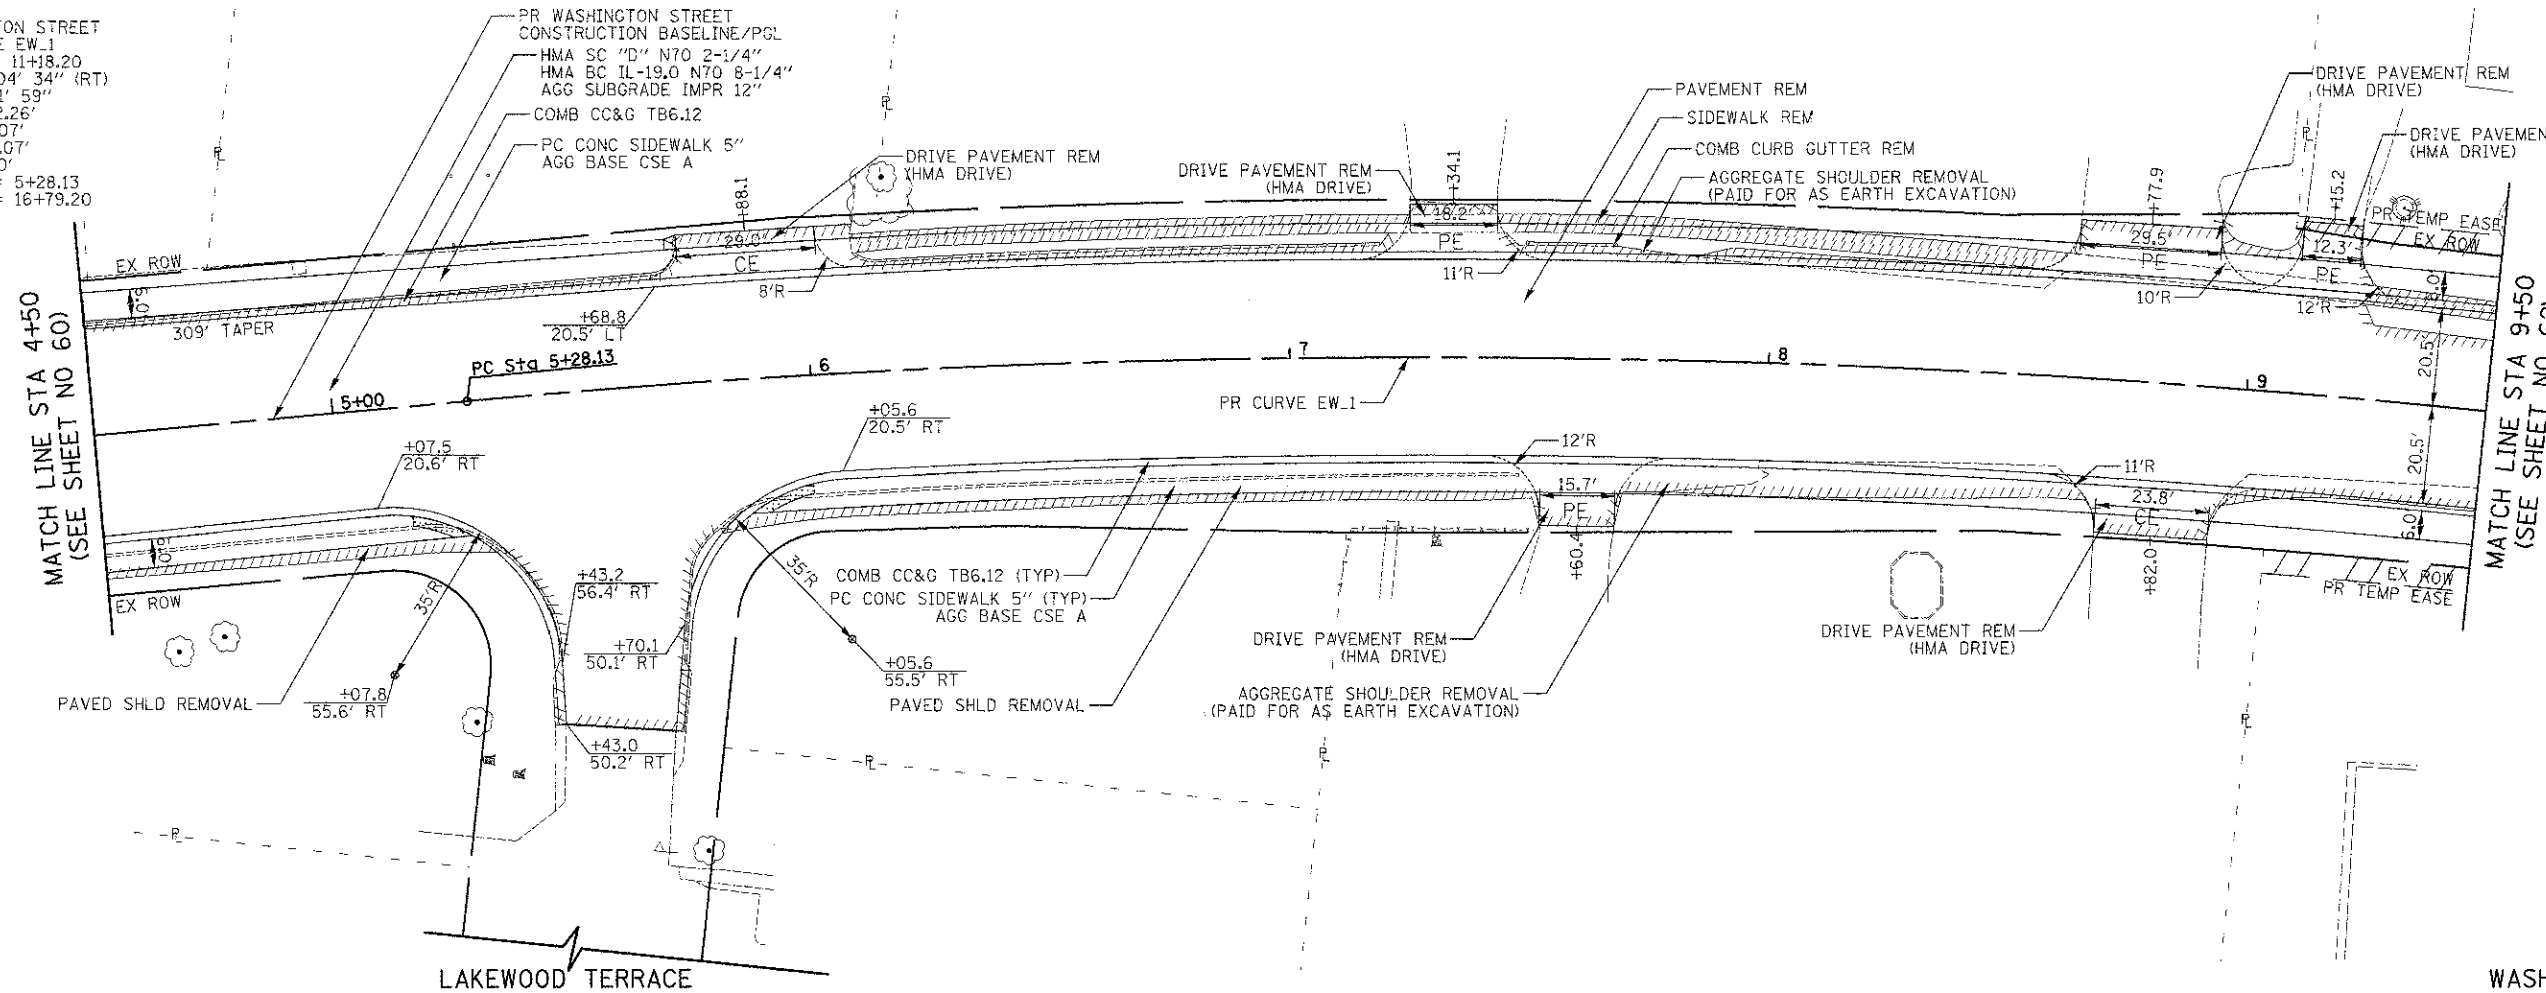 TON STREET
E EW_1
11+18.20
04' 34" (RT)
' 59"
2.26'
07'
.07'
0'
= 5+28.13
= 16+79.20
PR WASHINGTON STREET
CONSTRUCTION BASELINE/PGL
HMA SC "D" N70 2-1/4"
HMA BC IL-19.0 N70 8-1/4"
AGG SUBGRADE IMPR 12"
COMB CC&G TB6.12
PC CONC SIDEWALK 5"
AGG BASE CSE A
DRIVE PAVEMENT REM
(HMA DRIVE)
DRIVE PAVEMENT REM
(HMA DRIVE)
PAVEMENT REM
SIDEWALK REM
COMB CURB GUTTER REM
AGGREGATE SHOULDER REMOVAL
(PAID FOR AS EARTH EXCAVATION)
DRIVE PAVEMENT REM
(HMA DRIVE)
DRIVE PAVEMEN
(HMA DRIVE)
+88.1
+34.1
+77.9
+15.2
29.0'
CE
18.2'
PE
29.5'
PE
12.3'
PE
PR TEMP EASE
EX ROW
EX ROW
6.0'
309' TAPER
8'R
11'R
10'R
12'R
+68.8
20.5' LT
PC Sta 5+28.13
5+00
6
7
8
9
PR CURVE EW_1
20.5'
20.5'
MATCH LINE STA 4+50
(SEE SHEET NO 60)
MATCH LINE STA 9+50
(SEE SHEET NO
+07.5
20.6' RT
+05.6
20.5' RT
12'R
11'R
15.7'
PE
+60.4
23.8'
CE
+82.0
6.0'
6.0'
EX ROW
EX ROW
PR TEMP EASE
35'R
35'R
+43.2
56.4' RT
+70.1
50.1' RT
+05.6
55.5' RT
+07.8
55.6' RT
+43.0
50.2' RT
COMB CC&G TB6.12 (TYP)
PC CONC SIDEWALK 5" (TYP)
AGG BASE CSE A
PAVED SHLD REMOVAL
PAVED SHLD REMOVAL
DRIVE PAVEMENT REM
(HMA DRIVE)
AGGREGATE SHOULDER REMOVAL
(PAID FOR AS EARTH EXCAVATION)
DRIVE PAVEMENT REM
(HMA DRIVE)
LAKEWOOD TERRACE
WASH